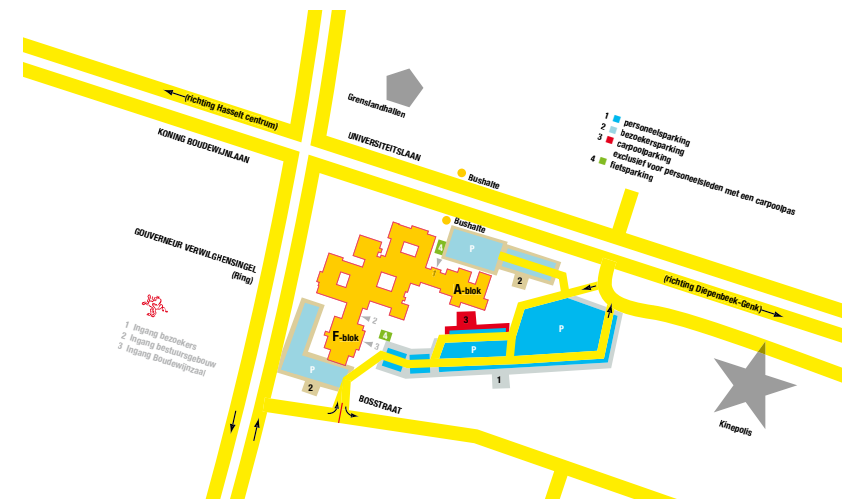 (richting Hasselt centrum)
KONING BOUDEWIJNLAAN
Grenslandhallen
UNIVERSITEITSLAAN
Bushalte
Bushalte
1 personeelsparking
2 bezoekersparking
3 carpoolparking
exclusief voor personeelsleden met een carpoolpas
4 fietsparking
GOUVERNEUR VERWILGHENSINGEL
(Ring)
(richting Diepenbeek-Genk)
4
P
2
A-blok
3
P
P
1
F-blok
2
3
4
P
2
1 Ingang bezoekers
2 Ingang bestuursgebouw
3 Ingang Boudewijnzaal
BOSSTRAAT
Kinepolis